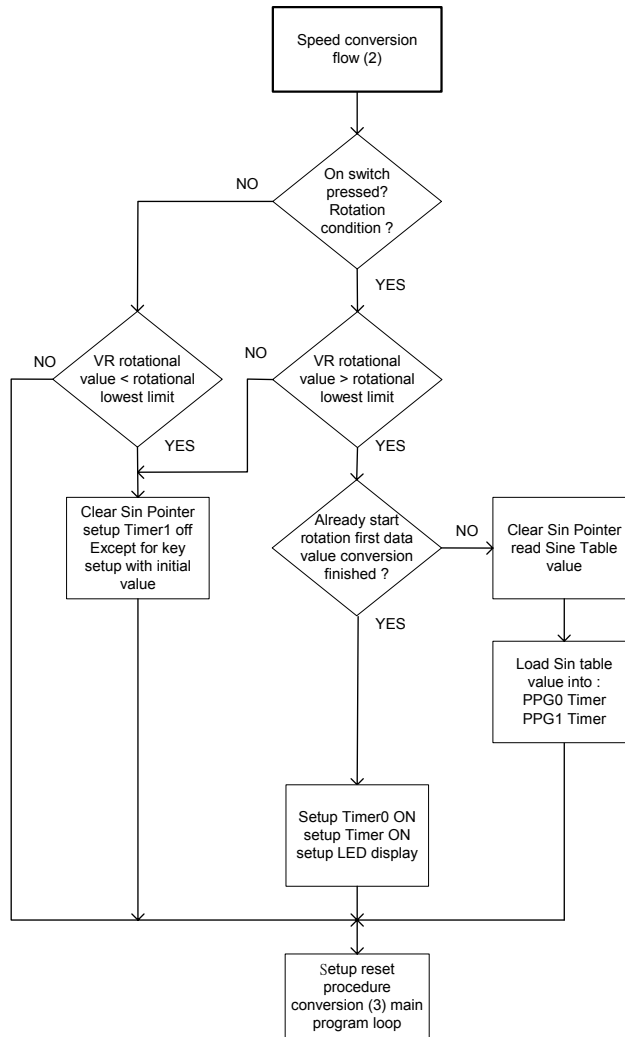 Speed conversion
flow (2)
On switch
pressed?
Rotation
condition ?
NO
YES
VR rotational
value < rotational
lowest limit
NO
YES
VR rotational
value > rotational
lowest limit
NO
YES
Clear Sin Pointer
setup Timer1 off
Except for key
setup with initial
value
Already start
rotation first data
value conversion
finished ?
NO
YES
Clear Sin Pointer
read Sine Table
value
Load Sin table
value into :
PPG0 Timer
PPG1 Timer
Setup Timer0 ON
setup Timer ON
setup LED display
Setup reset
procedure
conversion (3) main
program loop